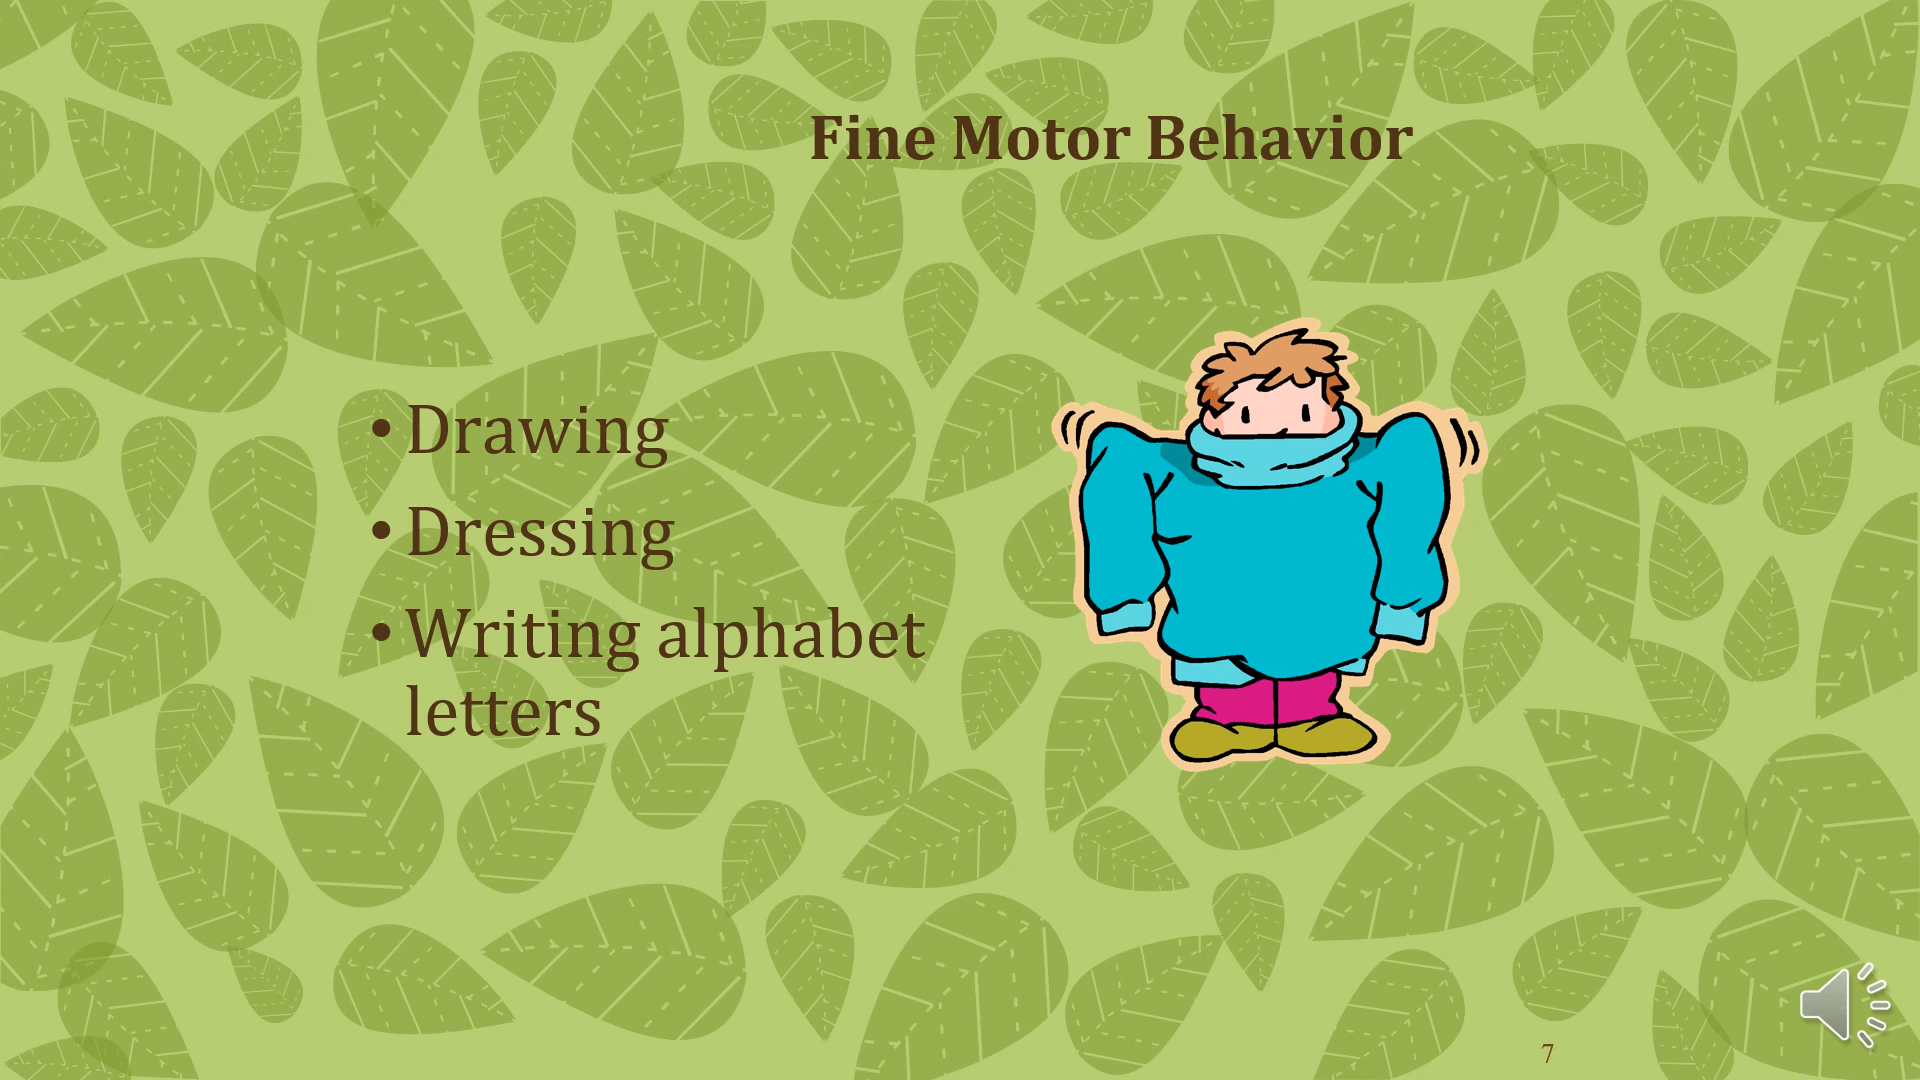 Fine Motor Behavior
• Drawing
• Dressing
• Writing alphabet
letters
7